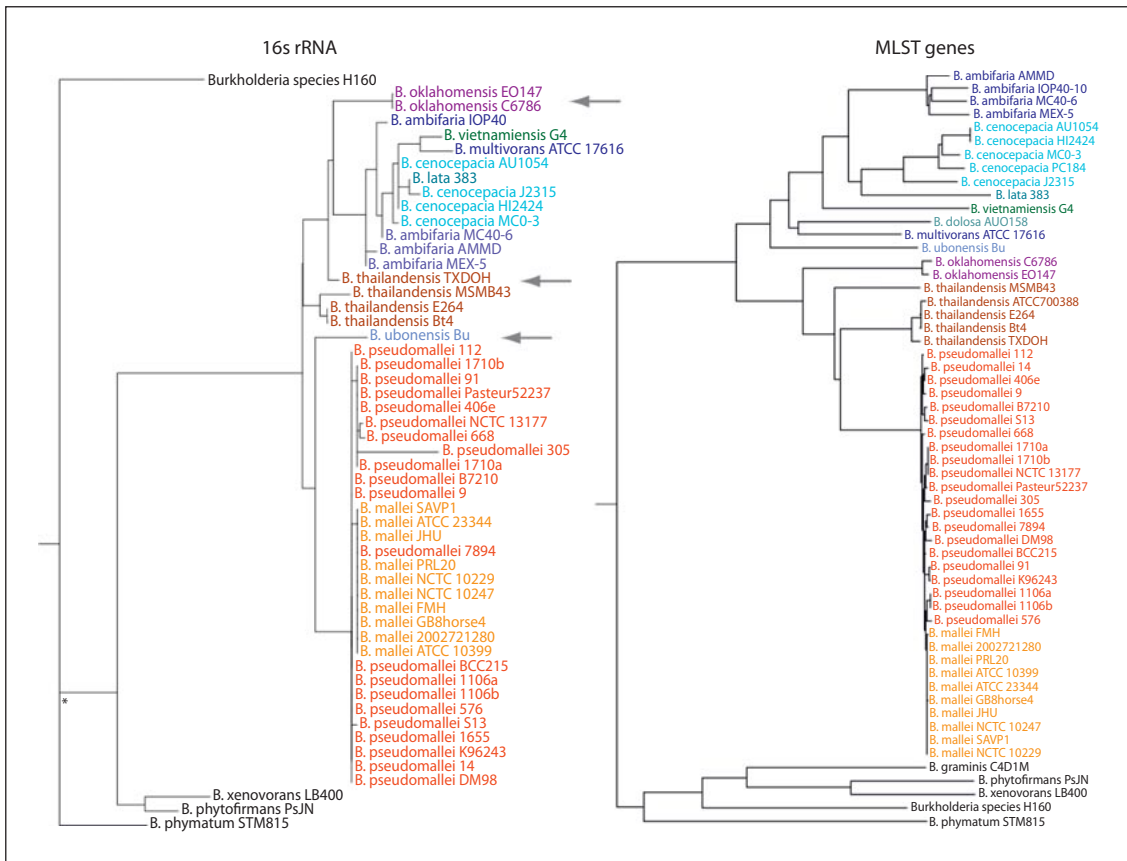 16s rRNA
Burkholderia species H160
B. oklahomensis EO147
B. oklahomensis C6786
B. ambifaria IOP40
B. vietnamiensis G4
B. multivorans ATCC 17616
B. cenocepacia AU1054
B. lata 383
B. cenocepacia J2315
B. cenocepacia HI2424
B. cenocepacia MC0-3
B. ambifaria MC40-6
B. ambifaria AMMD
B. ambifaria MEX-5
B. thailandensis TXDOH
B. thailandensis MSMB43
B. thailandensis E264
B. thailandensis Bt4
B. ubonensis Bu
B. pseudomallei 112
B. pseudomallei 1710b
B. pseudomallei 91
B. pseudomallei Pasteur52237
B. pseudomallei 406e
B. pseudomallei NCTC 13177
B. pseudomallei 668
B. pseudomallei 305
B. pseudomallei 1710a
B. pseudomallei B7210
B. pseudomallei 9
B. mallei SAVP1
B. mallei ATCC 23344
B. mallei JHU
B. pseudomallei 7894
B. mallei PRL20
B. mallei NCTC 10229
B. mallei NCTC 10247
B. mallei FMH
B. mallei GB8horse4
B. mallei 2002721280
B. mallei ATCC 10399
B. pseudomallei BCC215
B. pseudomallei 1106a
B. pseudomallei 1106b
B. pseudomallei 576
B. pseudomallei S13
B. pseudomallei 1655
B. pseudomallei K96243
B. pseudomallei 14
B. pseudomallei DM98
*
B. xenovorans LB400
B. phytofirmans PsJN
B. phymatum STM815
MLST genes
B. ambifaria AMMD
B. ambifaria IOP40-10
B. ambifaria MC40-6
B. ambifaria MEX-5
B. cenocepacia AU1054
B. cenocepacia HI2424
B. cenocepacia MC0-3
B. cenocepacia PC184
B. cenocepacia J2315
B. lata 383
B. vietnamiensis G4
B. dolosa AUO158
B. multivorans ATCC 17616
B. ubonensis Bu
B. oklahomensis C6786
B. oklahomensis EO147
B. thailandensis MSMB43
B. thailandensis ATCC700388
B. thailandensis E264
B. thailandensis Bt4
B. thailandensis TXDOH
B. pseudomallei 112
B. pseudomallei 14
B. pseudomallei 406e
B. pseudomallei 9
B. pseudomallei B7210
B. pseudomallei S13
B. pseudomallei 668
B. pseudomallei 1710a
B. pseudomallei 1710b
B. pseudomallei NCTC 13177
B. pseudomallei Pasteur52237
B. pseudomallei 305
B. pseudomallei 1655
B. pseudomallei 7894
B. pseudomallei DM98
B. pseudomallei BCC215
B. pseudomallei 91
B. pseudomallei K96243
B. pseudomallei 1106a
B. pseudomallei 1106b
B. pseudomallei 576
B. mallei FMH
B. mallei 2002721280
B. mallei PRL20
B. mallei ATCC 10399
B. mallei ATCC 23344
B. mallei GB8horse4
B. mallei JHU
B. mallei NCTC 10247
B. mallei SAVP1
B. mallei NCTC 10229
B. graminis C4D1M
B. phytofirmans PsJN
B. xenovorans LB400
Burkholderia species H160
B. phymatum STM815